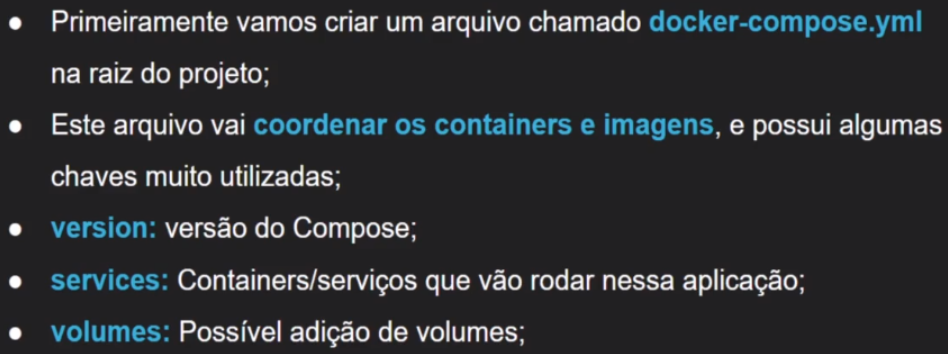 ● Primeiramente vamos criar um arquivo chamado docker-compose.yml
na raiz do projeto;
● Este arquivo vai coordenar os containers e imagens, e possui algumas
chaves muito utilizadas;
● version: versão do Compose;
● services: Containers/serviços que vão rodar nessa aplicação;
● volumes: Possível adição de volumes;